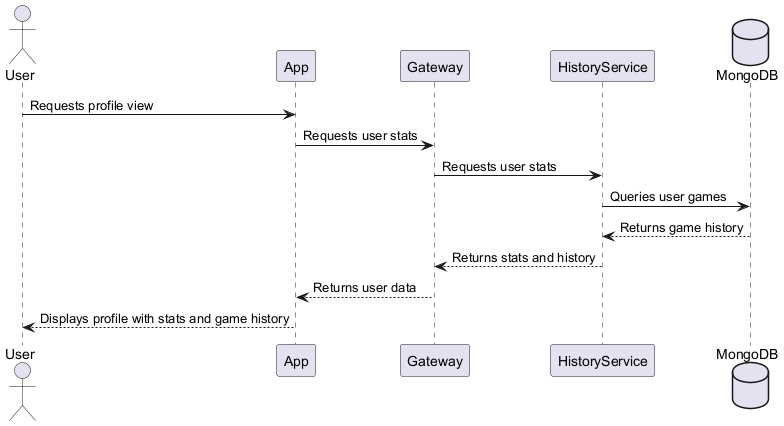 User
App
Gateway
HistoryService
MongoDB
Requests profile view
Requests user stats
Requests user stats
Queries user games
Returns game history
Returns stats and history
Returns user data
Displays profile with stats and game history
User
App
Gateway
HistoryService
MongoDB